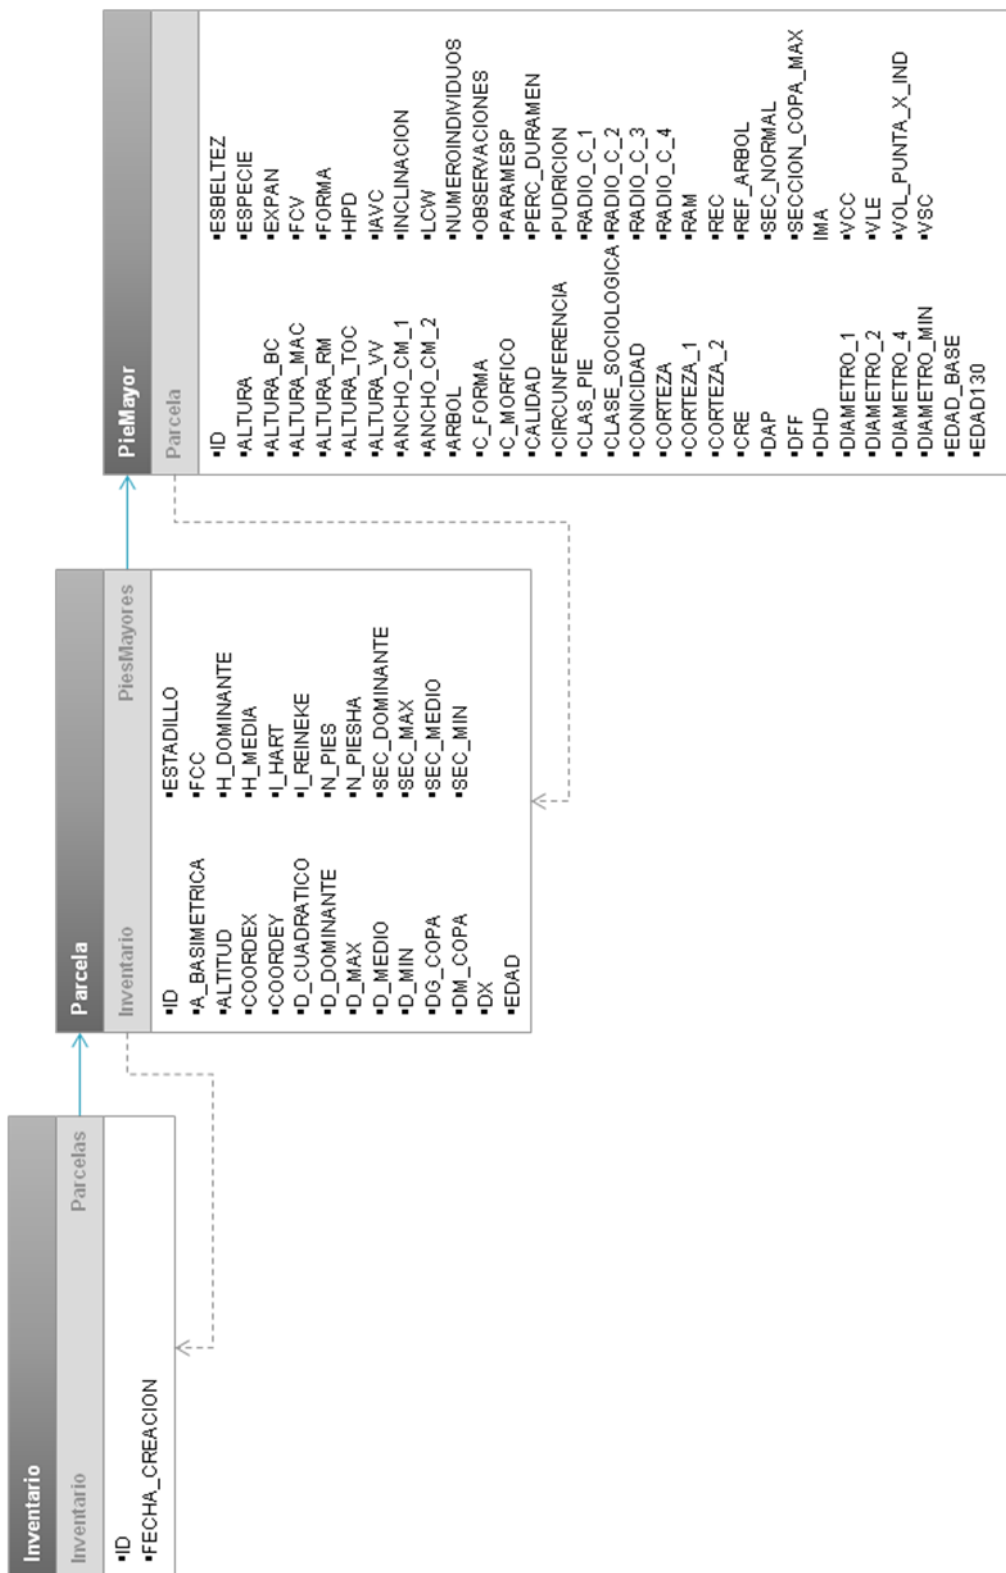 Inventario
Inventario
Parcelas
▪ID
▪FECHA_CREACION
Parcela
Inventario
PiesMayores
▪ID
▪A_BASIMETRICA
▪ALTITUD
▪COORDEX
▪COORDEY
▪D_CUADRATICO
▪D_DOMINANTE
▪D_MAX
▪D_MEDIO
▪D_MIN
▪DG_COPA
▪DM_COPA
▪DX
▪EDAD
▪ESTADILLO
▪FCC
▪H_DOMINANTE
▪H_MEDIA
▪I_HART
▪I_REINEKE
▪N_PIES
▪N_PIESHA
▪SEC_DOMINANTE
▪SEC_MAX
▪SEC_MEDIO
▪SEC_MIN
PieMayor
Parcela
▪ID
▪ALTURA
▪ALTURA_BC
▪ALTURA_MAC
▪ALTURA_RM
▪ALTURA_TOC
▪ALTURA_VV
▪ANCHO_CM_1
▪ANCHO_CM_2
▪ARBOL
▪C_FORMA
▪C_MORFICO
▪CALIDAD
▪CIRCUNFERENCIA
▪CLAS_PIE
▪CLASE_SOCIOLOGICA
▪CONICIDAD
▪CORTEZA
▪CORTEZA_1
▪CORTEZA_2
▪CRE
▪DAP
▪DFF
▪DHD
▪DIAMETRO_1
▪DIAMETRO_2
▪DIAMETRO_4
▪DIAMETRO_MIN
▪EDAD_BASE
▪EDAD130
▪ESBELTEZ
▪ESPECIE
▪EXPAN
▪FCV
▪FORMA
▪HPD
▪IAVC
▪INCLINACION
▪LCW
▪NUMEROINDIVIDUOS
▪OBSERVACIONES
▪PARAMESP
▪PERC_DURAMEN
▪PUDRICION
▪RADIO_C_1
▪RADIO_C_2
▪RADIO_C_3
▪RADIO_C_4
▪RAM
▪REC
▪REF_ARBOL
▪SEC_NORMAL
▪SECCION_COPA_MAX
IMA
▪VCC
▪VLE
▪VOL_PUNTA_X_IND
▪VSC